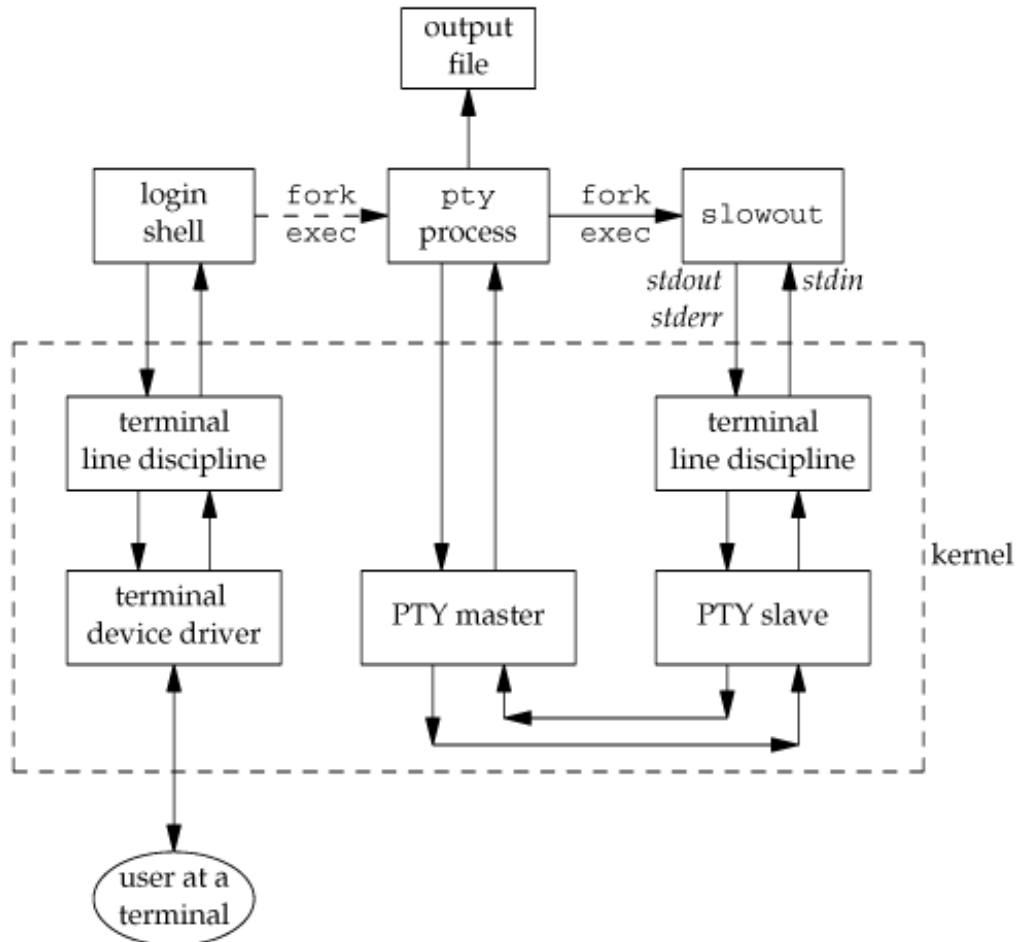 output
file
login
shell
fork
exec
pty
process
fork
exec
slowout
stdout
stderr
stdin
terminal
line discipline
terminal
line discipline
kernel
terminal
device driver
PTY master
PTY slave
user at a
terminal